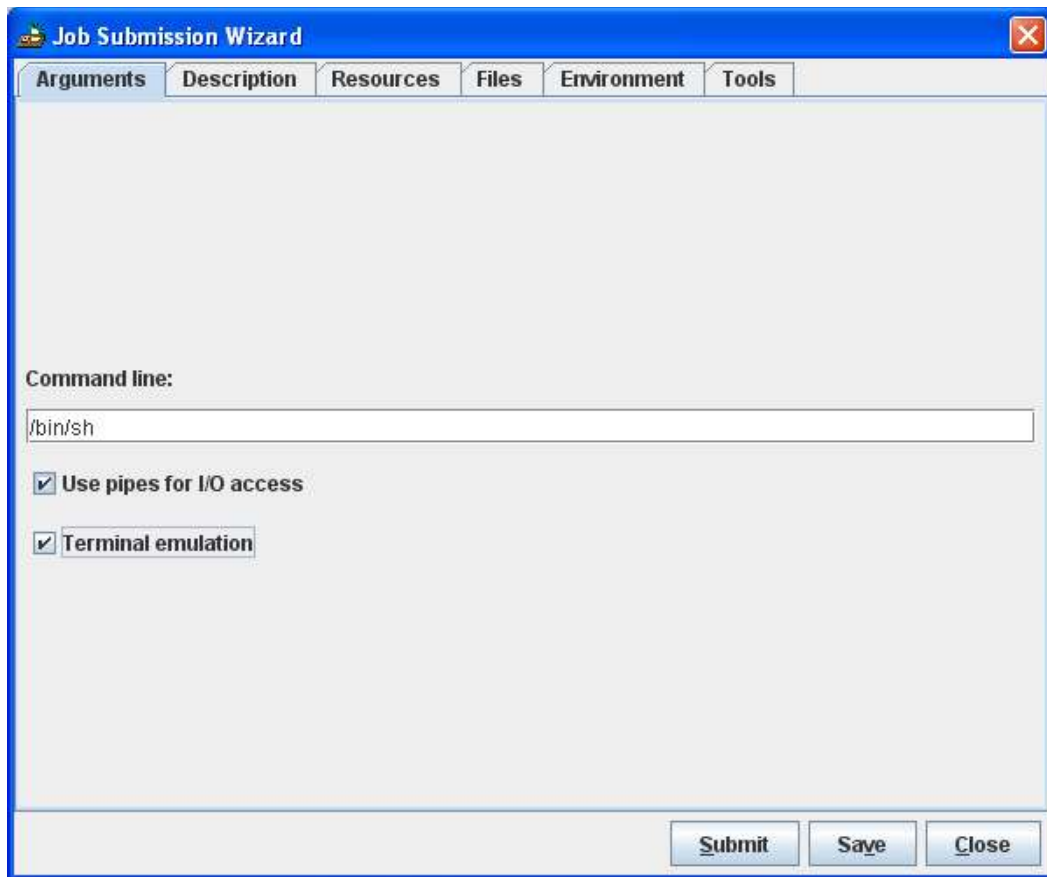 Job Submission Wizard
Arguments Description Resources Files Environment Tools
Command line:
/bin/sh
Use pipes for I/O access
Terminal emulation
Submit Save Close